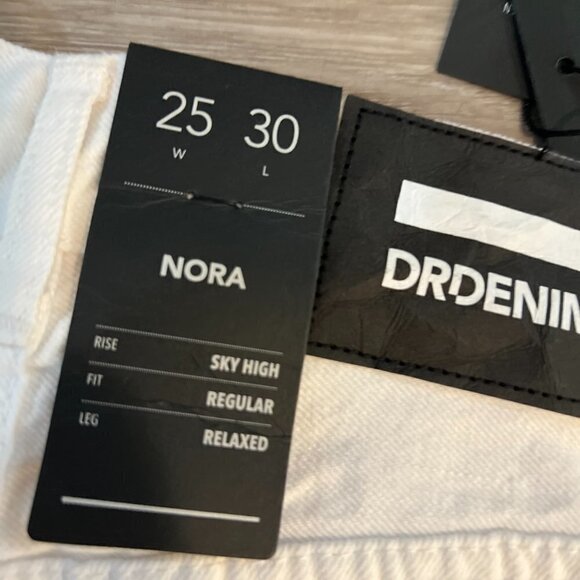 25 30
W L
NORA
RISE SKY HIGH
FIT REGULAR
LEG RELAXED
DRDENIM